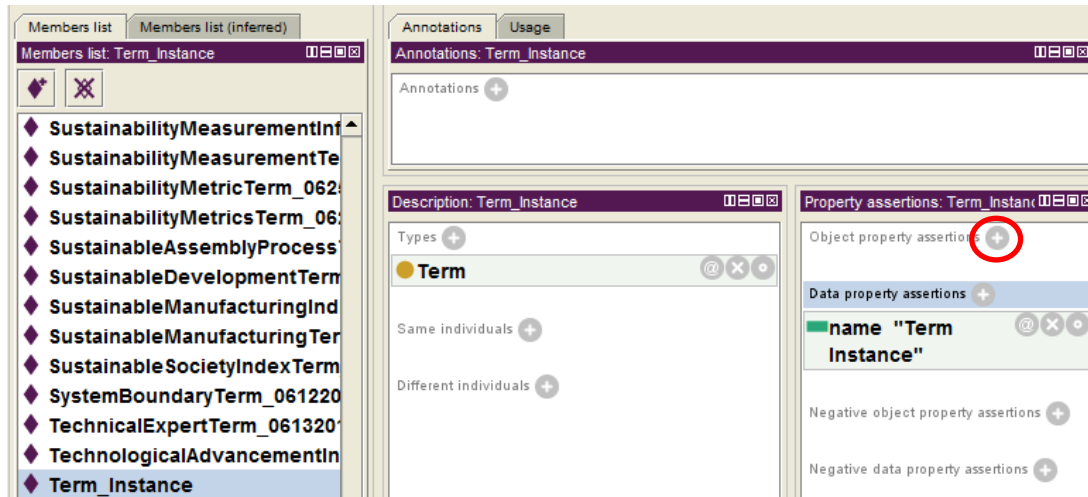 Members list
Members list (inferred)
Members list: Term_Instance
SustainabilityMeasurementInf
SustainabilityMeasurementTe
SustainabilityMetricTerm_062
SustainabilityMetricsTerm_06
SustainableAssemblyProcess
SustainableDevelopmentTerm
SustainableManufacturingInd
SustainableManufacturingTer
SustainableSocietyIndexTerm
SystemBoundaryTerm_061220
TechnicalExpertTerm_061320
TechnologicalAdvancementIn
Term_Instance
Annotations
Usage
Annotations: Term_Instance
Annotations
Description: Term_Instance
Types
Term
Same individuals
Different individuals
Property assertions: Term_Instanc
Object property assertions
Data property assertions
name "Term
Instance"
Negative object property assertions
Negative data property assertions